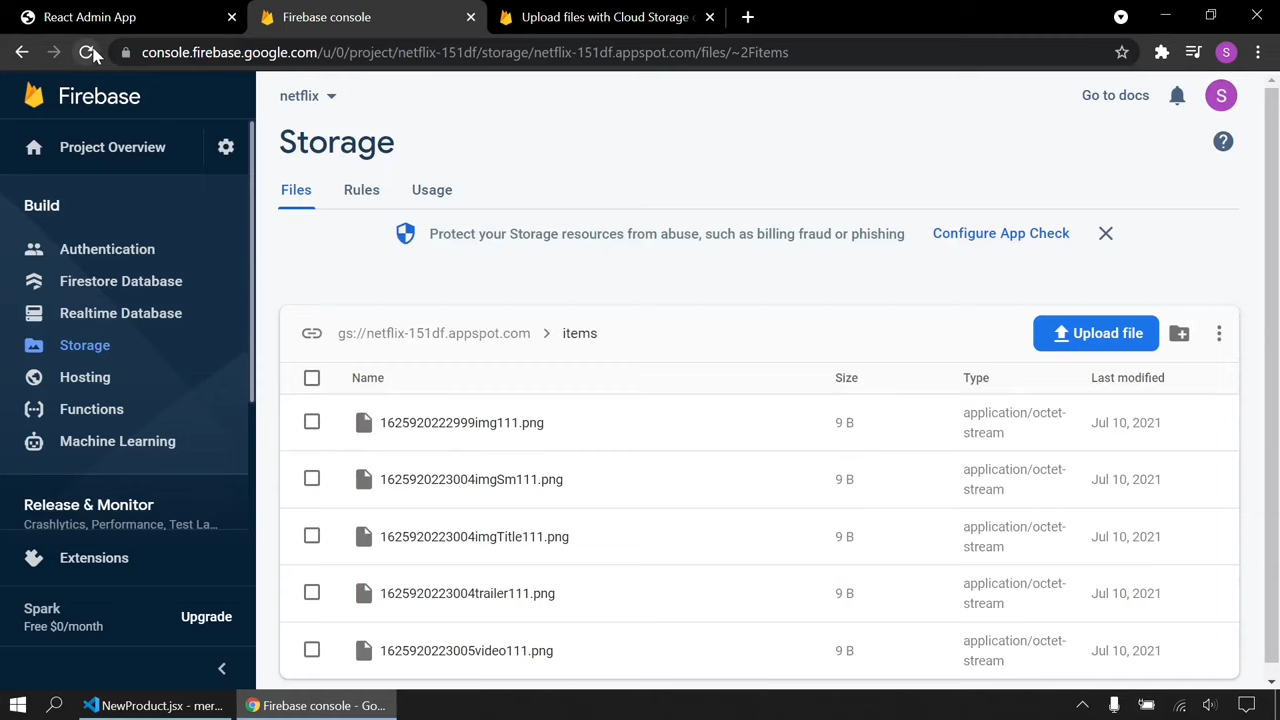 React Admin App
Firebase console
Upload files with Cloud Storage
console.firebase.google.com/u/0/project/netflix-151df/storage/netflix-151df.appspot.com/files/~2Fitems
S
Firebase
netflix
Go to docs
S
Project Overview
Storage
Files
Rules
Usage
Build
Protect your Storage resources from abuse, such as billing fraud or phishing
Configure App Check
Authentication
Firestore Database
Realtime Database
Storage
Hosting
Functions
Machine Learning
Release & Monitor
Crashlytics, Performance, Test La...
Extensions
Spark
Free $0/month
Upgrade
gs://netflix-151df.appspot.com > items
Upload file
Name Size Type Last modified
1625920222999img111.png 9 B application/octet-stream Jul 10, 2021
1625920223004imgSm111.png 9 B application/octet-stream Jul 10, 2021
1625920223004imgTitle111.png 9 B application/octet-stream Jul 10, 2021
1625920223004trailer111.png 9 B application/octet-stream Jul 10, 2021
1625920223005video111.png 9 B application/octet-stream Jul 10, 2021
NewProduct.jsx - mer...
Firebase console - Go...